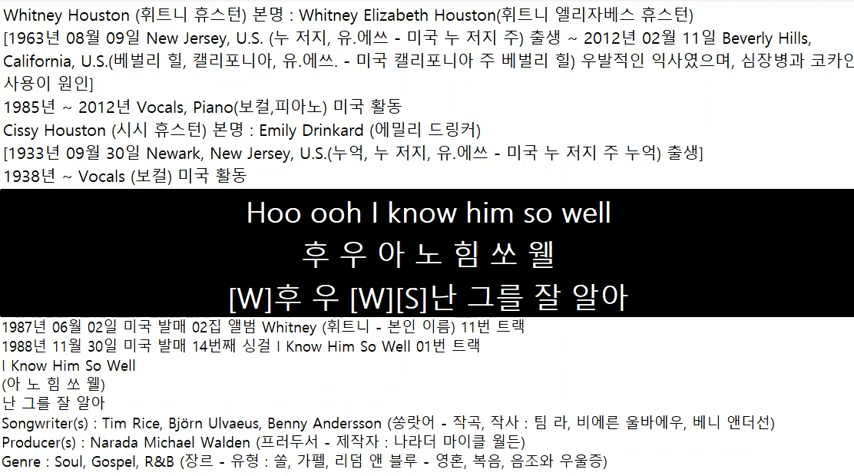 Whitney Houston (휘트니 휴스턴) 본명 : Whitney Elizabeth Houston(휘트니 엘리자베스 휴스턴)
[1963년 08월 09일 New Jersey, U.S. (누 저지, 유.에쓰 - 미국 누 저지 주) 출생 ~ 2012년 02월 11일 Beverly Hills,
California, U.S.(베벌리 힐, 캘리포니아, 유.에쓰. - 미국 캘리포니아 주 베벌리 힐) 우발적인 익사였으며, 심장병과 코카인
사용이 원인]
1985년 ~ 2012년 Vocals, Piano(보컬,피아노) 미국 활동
Cissy Houston (시시 휴스턴) 본명 : Emily Drinkard (에밀리 드링커)
[1933년 09월 30일 Newark, New Jersey, U.S.(누억, 누 저지, 유.에쓰 - 미국 누 저지 주 누억) 출생]
1938년 ~ Vocals (보컬) 미국 활동
Hoo ooh I know him so well
후 우 아 노 힘 쏘 웰
[W]후 우 [W][S]난 그를 잘 알아
1987년 06월 02일 미국 발매 02집 앨범 Whitney (휘트니 - 본인 이름) 11번 트랙
1988년 11월 30일 미국 발매 14번째 싱글 I Know Him So Well 01번 트랙
I Know Him So Well
(아 노 힘 쏘 웰)
난 그를 잘 알아
Songwriter(s) : Tim Rice, Björn Ulvaeus, Benny Andersson (쏭랏어 - 작곡, 작사 : 팀 라, 비에른 울바에우, 베니 앤더선)
Producer(s) : Narada Michael Walden (프러두서 - 제작자 : 나라더 마이클 월든)
Genre : Soul, Gospel, R&B (장르 - 유형 : 쏠, 가펠, 리덤 앤 블루 - 영혼, 복음, 음조와 우울증)